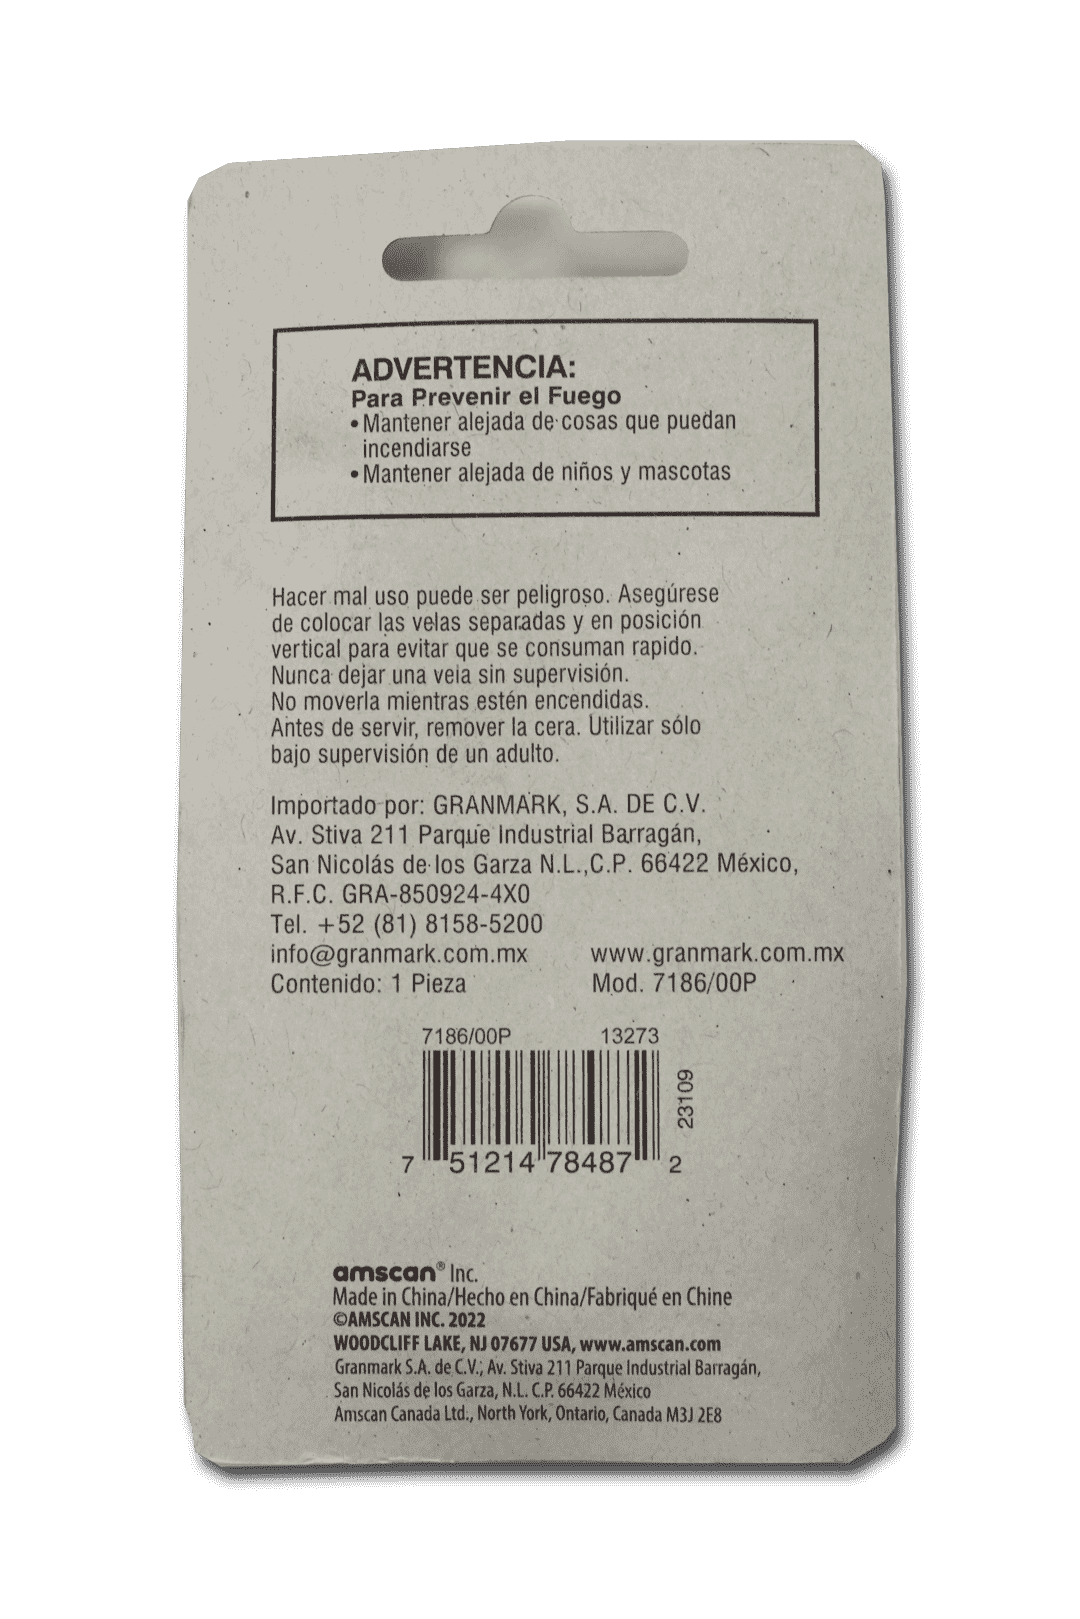 ADVERTENCIA:
Para Prevenir el Fuego
• Mantener alejada de cosas que puedan
incendiarse
• Mantener alejada de niños y mascotas
Hacer mal uso puede ser peligroso. Asegúrese
de colocar las velas separadas y en posición
vertical para evitar que se consuman rapido.
Nunca dejar una vela sin supervisión.
No moverla mientras estén encendidas.
Antes de servir, remover la cera. Utilizar sólo
bajo supervisión de un adulto.
Importado por: GRANMARK, S.A. DE C.V.
Av. Stiva 211 Parque Industrial Barragán,
San Nicolás de los Garza N.L.,C.P. 66422 México,
R.F.C. GRA-850924-4X0
Tel. +52 (81) 8158-5200
info@granmark.com.mx www.granmark.com.mx
Contenido: 1 Pieza Mod. 7186/00P
7186/00P 13273
23109
7 51214 78487 2
amscan® Inc.
Made in China/Hecho en China/Fabriqué en Chine
©AMSCAN INC. 2022
WOODCLIFF LAKE, NJ 07677 USA, www.amscan.com
Granmark S.A. de C.V., Av. Stiva 211 Parque Industrial Barragán,
San Nicolás de los Garza, N.L. C.P. 66422 México
Amscan Canada Ltd., North York, Ontario, Canada M3J 2E8